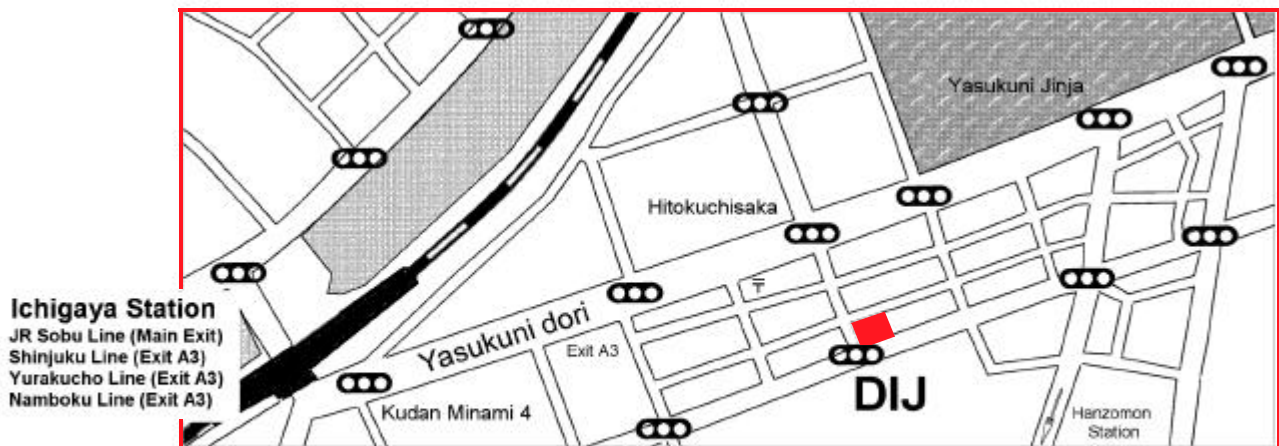 Yasukuni Jinja
Hitokuchisaka
〒
Ichigaya Station
JR Sobu Line (Main Exit)
Shinjuku Line (Exit A3)
Yurakucho Line (Exit A3)
Namboku Line (Exit A3)
Yasukuni dori
Exit A3
Kudan Minami 4
DIJ
Hanzomon
Station